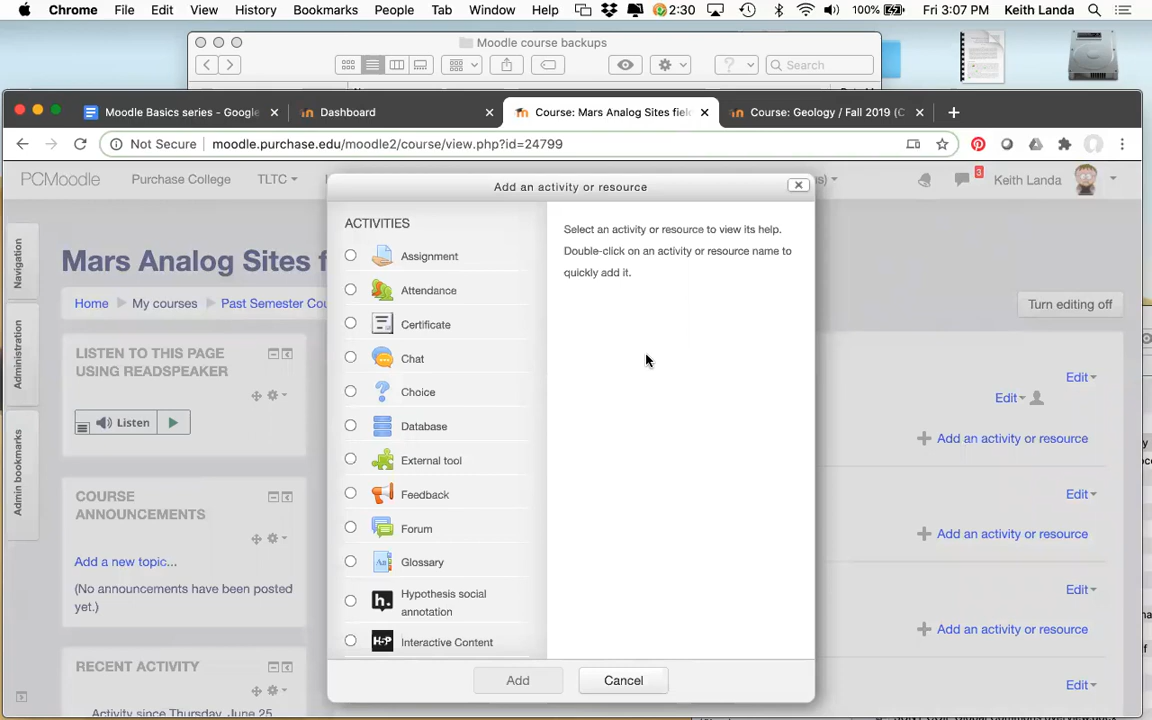 Chrome File Edit View History Bookmarks People Tab Window Help 2:30 100% Fri 3:07 PM Keith Landa
Moodle course backups
Search
Moodle Basics series - Google
Dashboard
Course: Mars Analog Sites fiel
Course: Geology / Fall 2019 (C
Not Secure moodle.purchase.edu/moodle2/course/view.php?id=24799
PCMoodle Purchase College TLTC 3 Keith Landa
Add an activity or resource
Navigation
Administration
Admin bookmarks
Mars Analog Sites f
Home My courses Past Semester Cou
Turn editing off
LISTEN TO THIS PAGE
USING READSPEAKER
Listen
COURSE
ANNOUNCEMENTS
Add a new topic...
(No announcements have been posted
yet.)
RECENT ACTIVITY
Activity since Thursday, June 25,
ACTIVITIES
Assignment
Attendance
Certificate
Chat
Choice
Database
External tool
Feedback
Forum
Glossary
Hypothesis social
annotation
Interactive Content
Select an activity or resource to view its help.
Double-click on an activity or resource name to
quickly add it.
Add
Cancel
Edit
Edit
Add an activity or resource
Edit
Add an activity or resource
Edit
Add an activity or resource
Edit